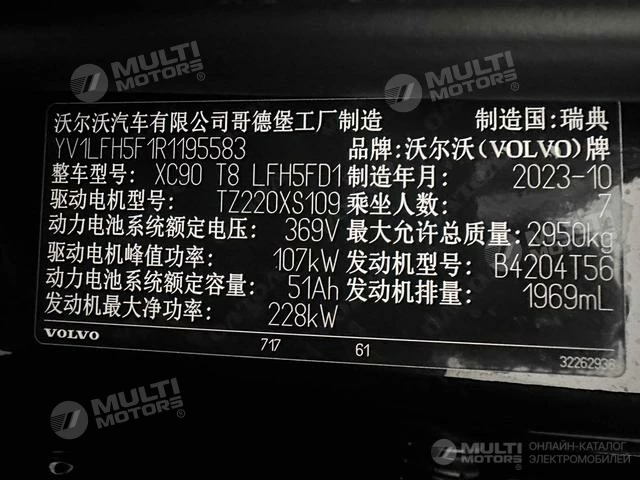 沃尔沃汽车有限公司哥德堡工厂制造 制造国:瑞典
YV1LFH5F1R1195583 品牌:沃尔沃(VOLVO)牌
整车型号: XC90 T8 LFH5FD1 制造年月: 2023-10
驱动电机型号: TZ220XS109 乘坐人数: 7
动力电池系统额定电压: 369V 最大允许总质量: 2950kg
驱动电机峰值功率: 107kW 发动机型号: B4204T56
动力电池系统额定容量: 51Ah 发动机排量: 1969mL
发动机最大净功率: 228kW
VOLVO
717 61 32262936
MULTI MOTORS®
MULTI MOTORS®
MULTI MOTORS®
MULTI MOTORS®
MULTI MOTORS® ОНЛАЙН-КАТАЛОГ ЭЛЕКТРОМОБИЛЕЙ